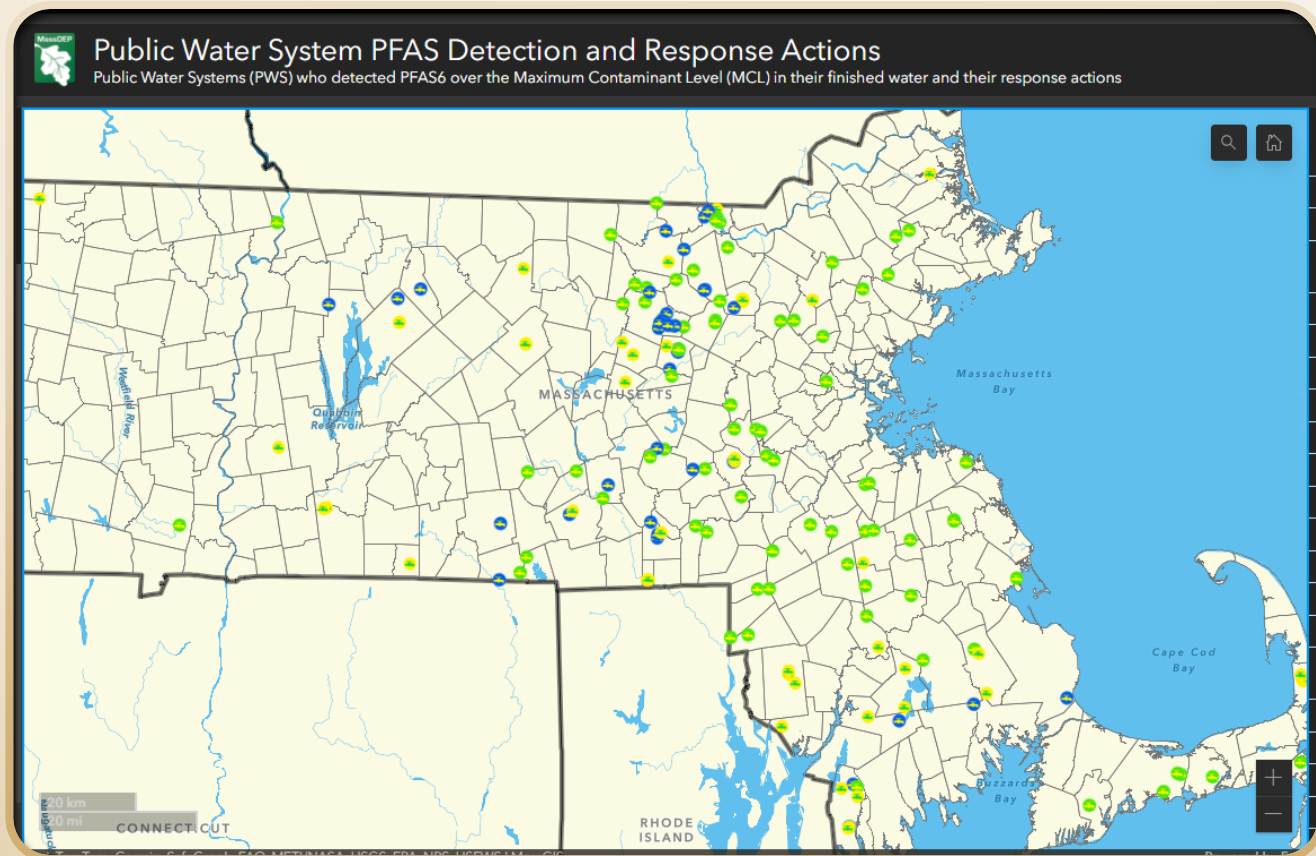 MassDEP
Public Water System PFAS Detection and Response Actions
Public Water Systems (PWS) who detected PFAS6 over the Maximum Contaminant Level (MCL) in their finished water and their response actions
Westfield River
Quabbin
Reservoir
MASSACHUSETTS
Massachusetts
Bay
Cape Cod
Bay
Buzzards
Bay
20 km
20 mi
CONNECTICUT
RHODE
ISLAND
+
−